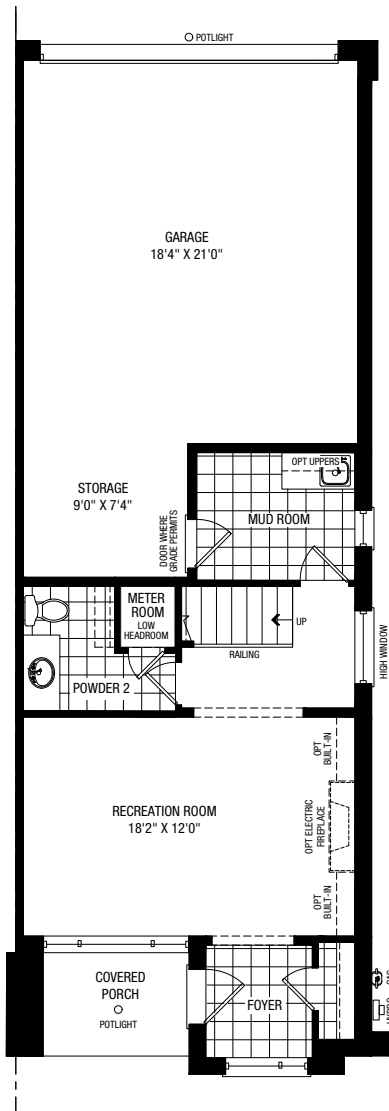 POTLIGHT
GARAGE
18'4" X 21'0"
OPT UPPERS
STORAGE
9'0" X 7'4"
MUD ROOM
DOOR WHERE
GRADE PERMITS
METER
ROOM
LOW
HEADROOM
UP
RAILING
HIGH WINDOW
POWDER 2
OPT
BUILT-IN
RECREATION ROOM
18'2" X 12'0"
OPT ELECTRIC
FIREPLACE
OPT
BUILT-IN
COVERED
PORCH
POTLIGHT
FOYER
GAS